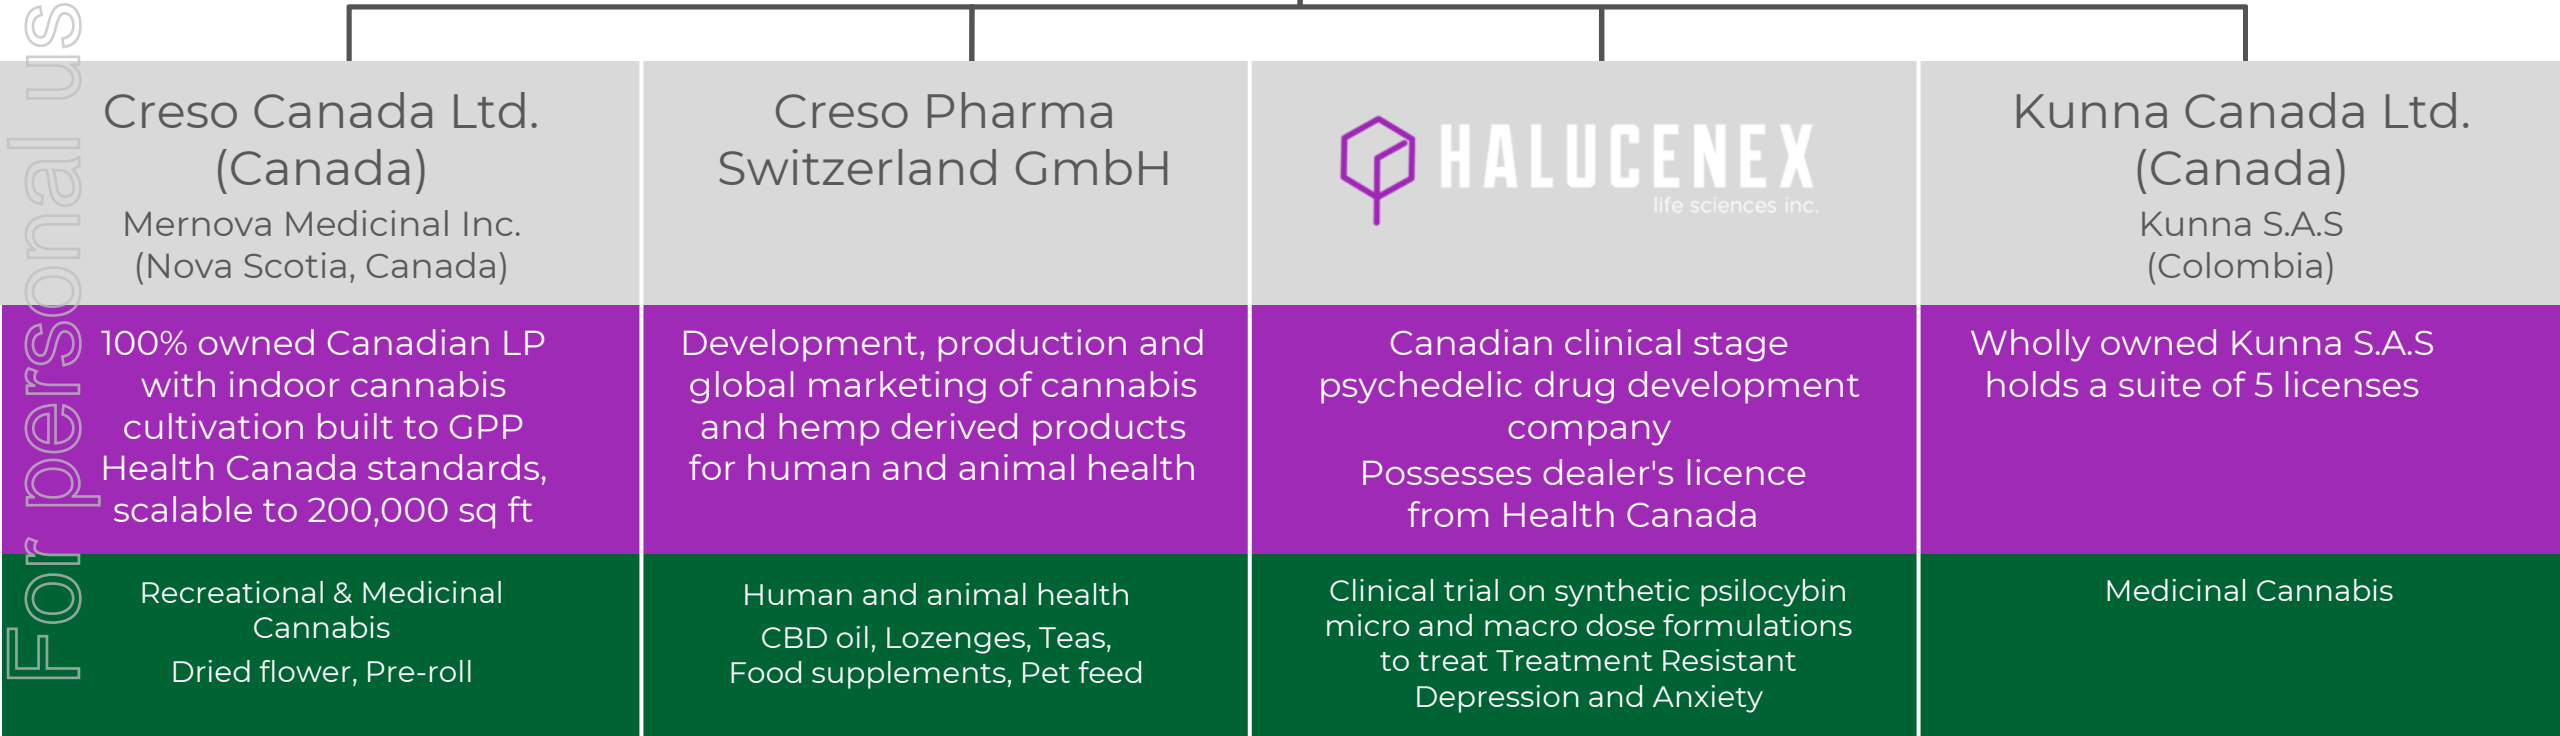 Creso Canada Ltd.
(Canada)
Mernova Medicinal Inc.
(Nova Scotia, Canada)
100% owned Canadian LP
with indoor cannabis
cultivation built to GPP
Health Canada standards,
scalable to 200,000 sq ft
Recreational & Medicinal
Cannabis
Dried flower, Pre-roll
Creso Pharma
Switzerland GmbH
Development, production and
global marketing of cannabis
and hemp derived products
for human and animal health
Human and animal health
CBD oil, Lozenges, Teas,
Food supplements, Pet feed
HALUCENEX
life sciences inc.
Canadian clinical stage
psychedelic drug development
company
Possesses dealer's licence
from Health Canada
Clinical trial on synthetic psilocybin
micro and macro dose formulations
to treat Treatment Resistant
Depression and Anxiety
Kunna Canada Ltd.
(Canada)
Kunna S.A.S
(Colombia)
Wholly owned Kunna S.A.S
holds a suite of 5 licenses
Medicinal Cannabis
For personal us